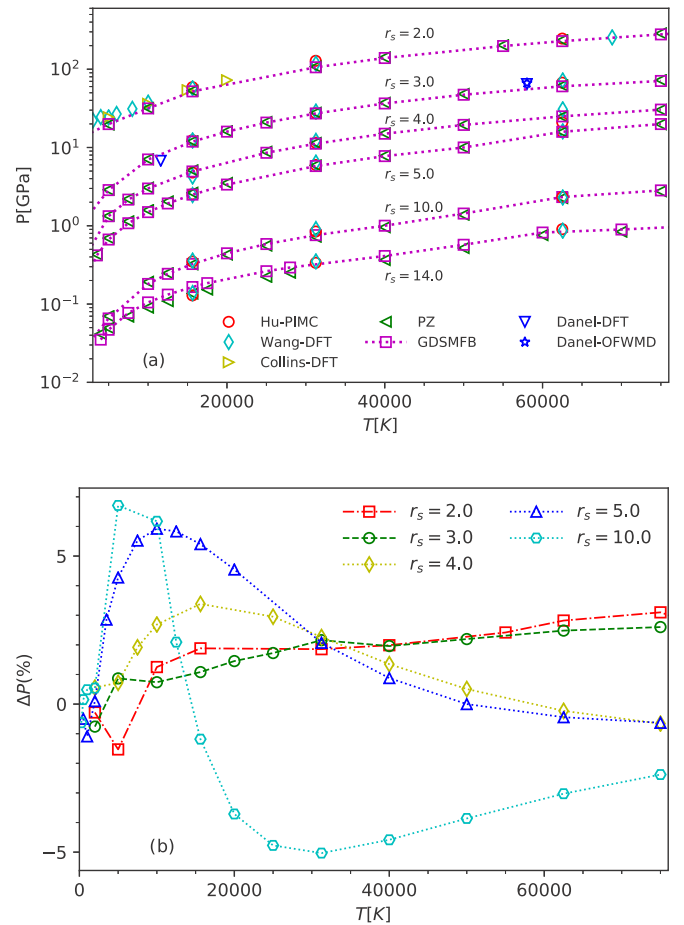 r_s = 2.0
r_s = 3.0
r_s = 4.0
r_s = 5.0
r_s = 10.0
r_s = 14.0
P[GPa]
10²
10¹
10⁰
10⁻¹
10⁻²
Hu-PIMC
Wang-DFT
Collins-DFT
PZ
GDSMFB
Danel-DFT
Danel-OFWMD
(a)
20000 40000 60000
T[K]
r_s = 2.0
r_s = 3.0
r_s = 4.0
r_s = 5.0
r_s = 10.0
ΔP(%)
5
0
−5
(b)
0 20000 40000 60000
T[K]